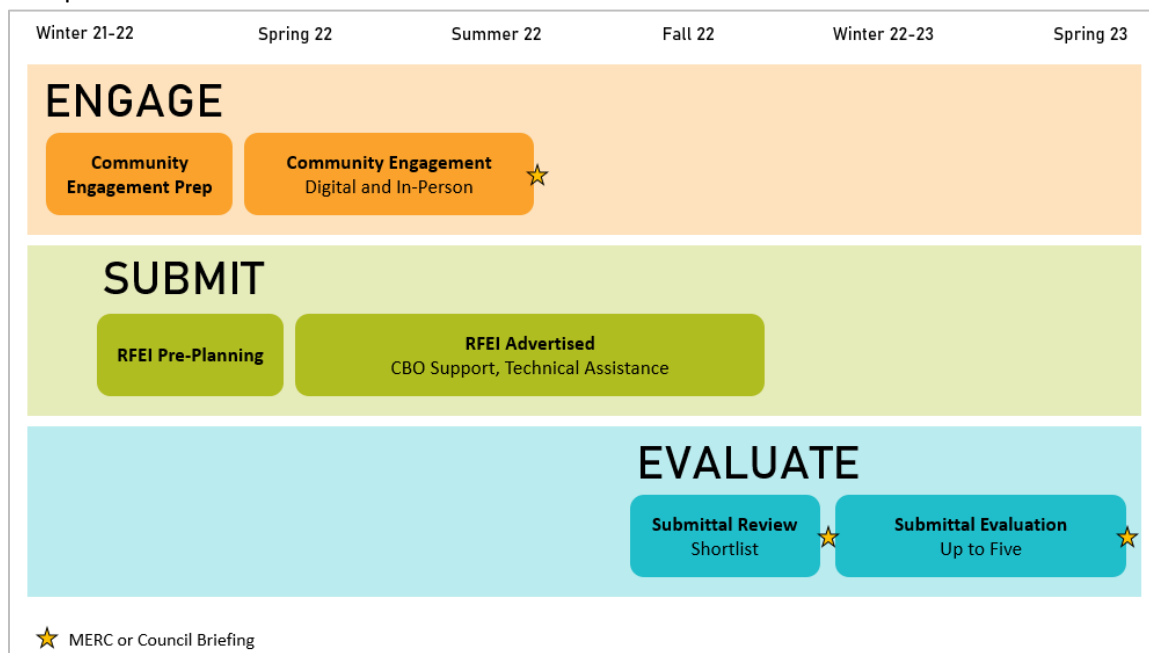 Winter 21-22 Spring 22 Summer 22 Fall 22 Winter 22-23 Spring 23
ENGAGE
Community
Engagement Prep
Community Engagement
Digital and In-Person
SUBMIT
RFEI Pre-Planning
RFEI Advertised
CBO Support, Technical Assistance
EVALUATE
Submittal Review
Shortlist
Submittal Evaluation
Up to Five
MERC or Council Briefing